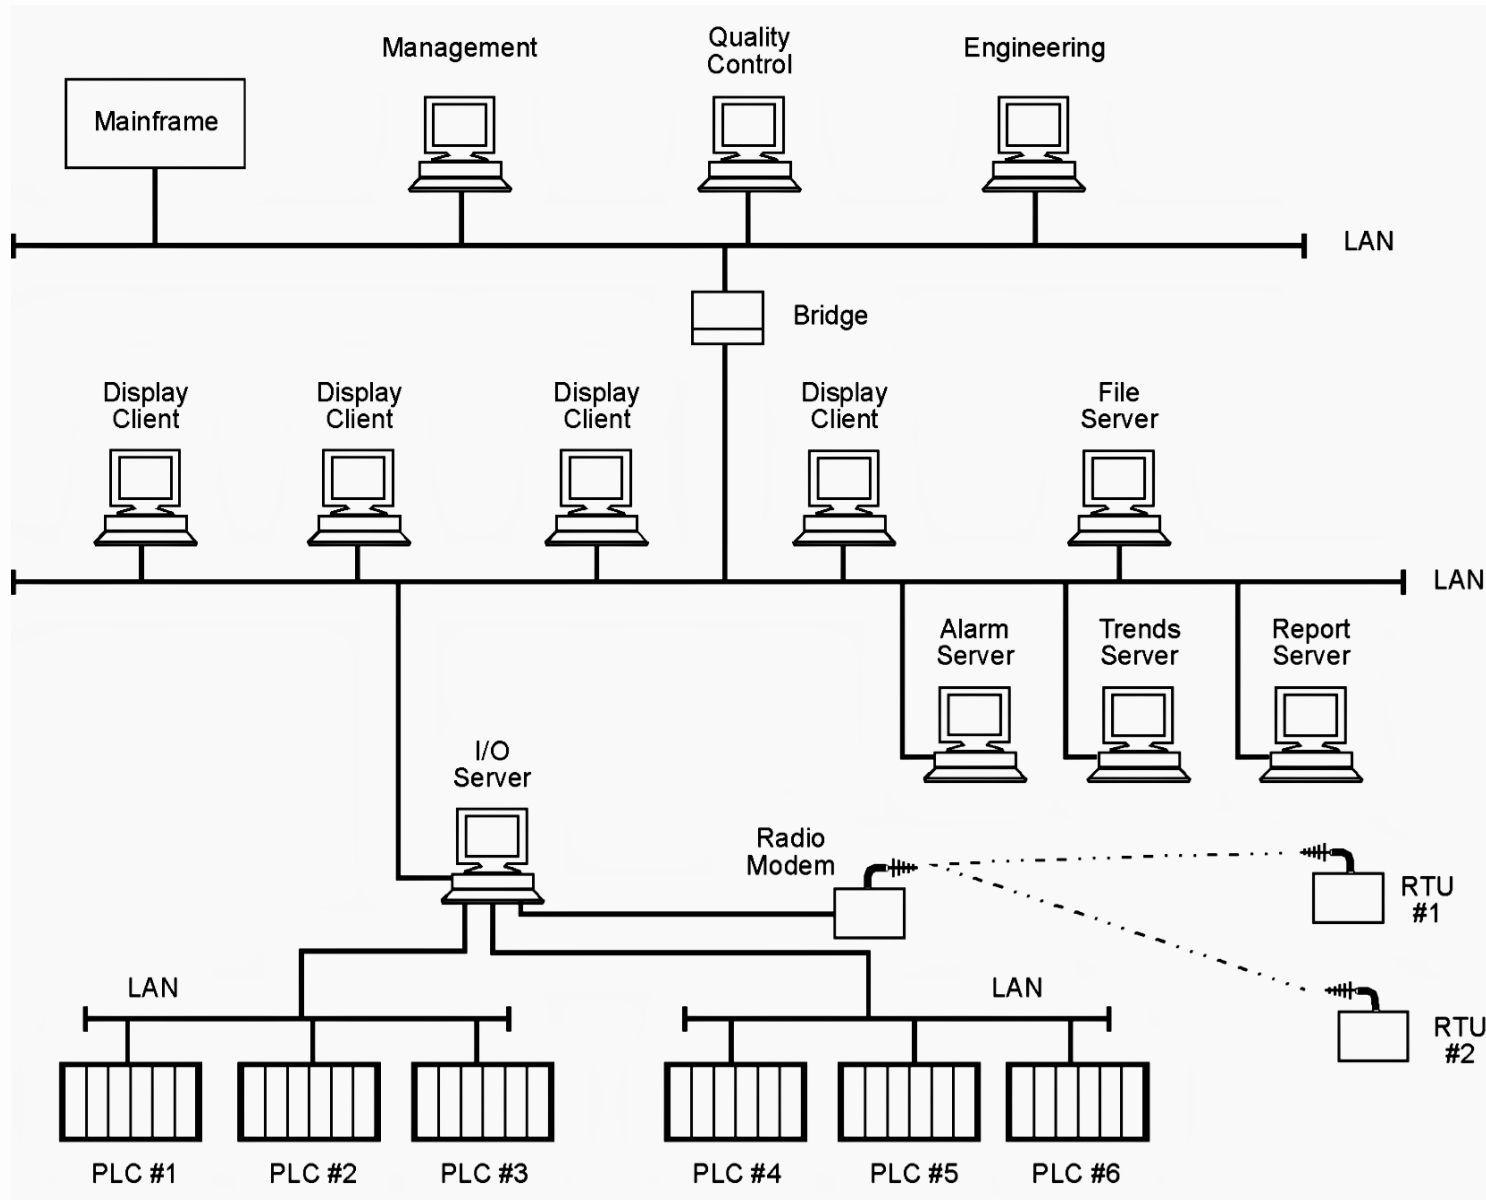 Mainframe
Management
Quality
Control
Engineering
LAN
Bridge
Display
Client
Display
Client
Display
Client
Display
Client
File
Server
LAN
Alarm
Server
Trends
Server
Report
Server
I/O
Server
Radio
Modem
RTU
#1
RTU
#2
LAN
LAN
PLC #1
PLC #2
PLC #3
PLC #4
PLC #5
PLC #6